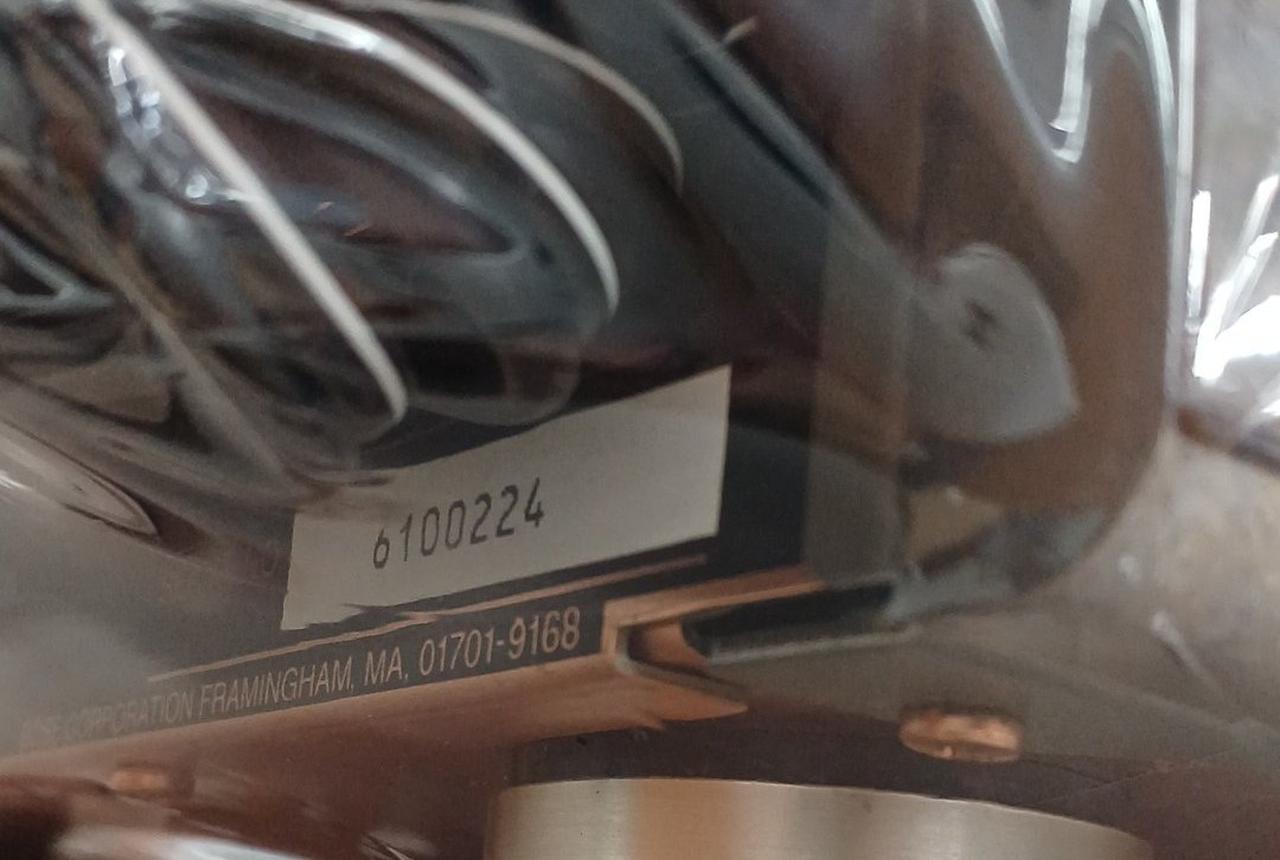 6100224
CORPORATION FRAMINGHAM, MA, 01701-9168